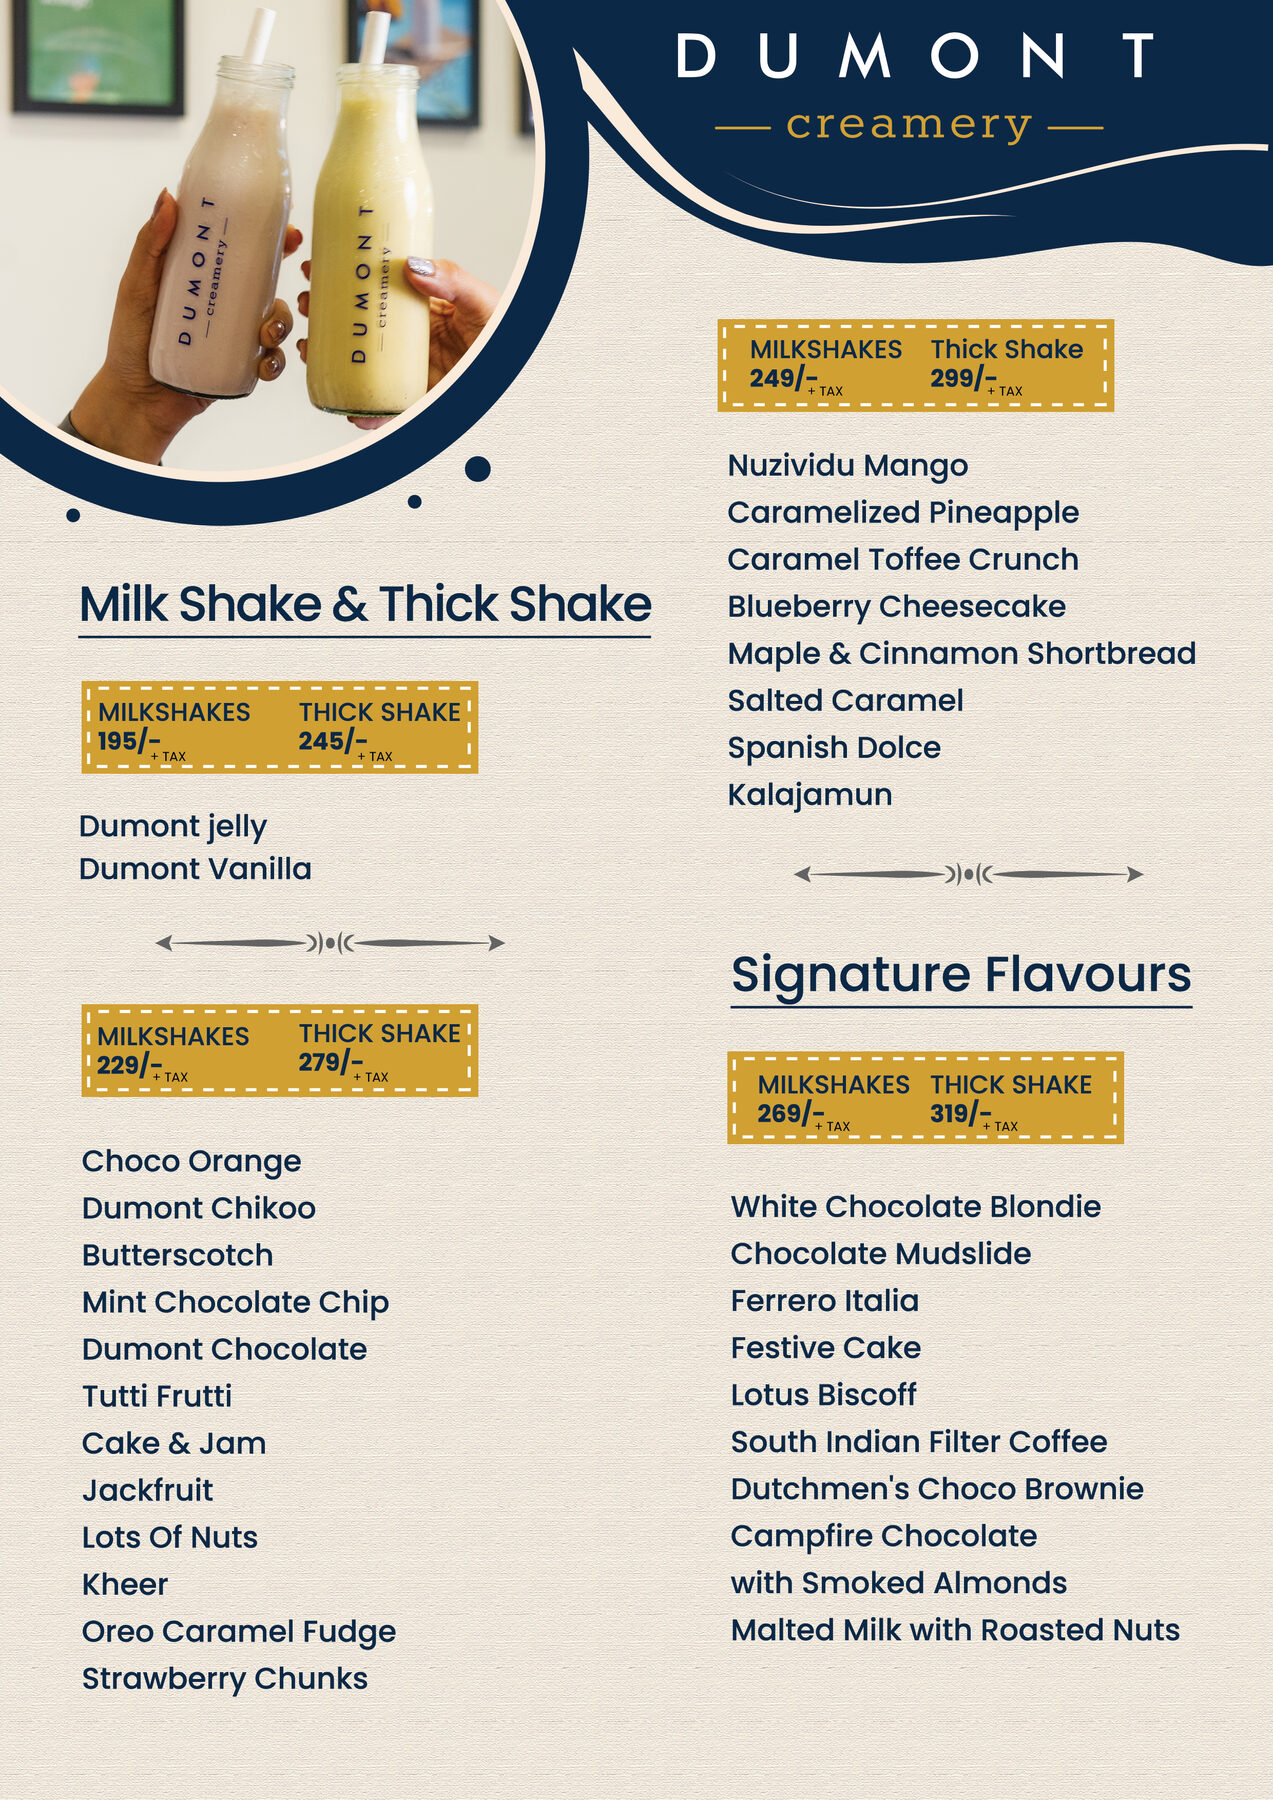 DUMONT
creamery
DUMONT
creamery
DUMONT
creamery
Milk Shake & Thick Shake
MILKSHAKES THICK SHAKE
195/- + TAX 245/- + TAX
Dumont jelly
Dumont Vanilla
MILKSHAKES THICK SHAKE
229/- + TAX 279/- + TAX
Choco Orange
Dumont Chikoo
Butterscotch
Mint Chocolate Chip
Dumont Chocolate
Tutti Frutti
Cake & Jam
Jackfruit
Lots Of Nuts
Kheer
Oreo Caramel Fudge
Strawberry Chunks
MILKSHAKES Thick Shake
249/- + TAX 299/- + TAX
Nuzividu Mango
Caramelized Pineapple
Caramel Toffee Crunch
Blueberry Cheesecake
Maple & Cinnamon Shortbread
Salted Caramel
Spanish Dolce
Kalajamun
Signature Flavours
MILKSHAKES THICK SHAKE
269/- + TAX 319/- + TAX
White Chocolate Blondie
Chocolate Mudslide
Ferrero Italia
Festive Cake
Lotus Biscoff
South Indian Filter Coffee
Dutchmen's Choco Brownie
Campfire Chocolate
with Smoked Almonds
Malted Milk with Roasted Nuts